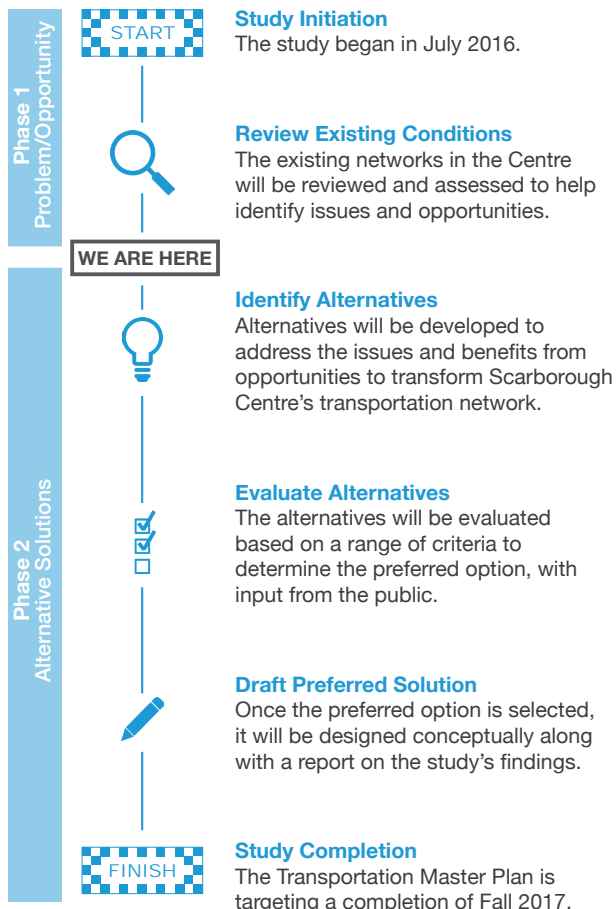 Phase 1
Problem/Opportunity
START
Study Initiation
The study began in July 2016.
Review Existing Conditions
The existing networks in the Centre
will be reviewed and assessed to help
identify issues and opportunities.
WE ARE HERE
Phase 2
Alternative Solutions
Identify Alternatives
Alternatives will be developed to
address the issues and benefits from
opportunities to transform Scarborough
Centre’s transportation network.
Evaluate Alternatives
The alternatives will be evaluated
based on a range of criteria to
determine the preferred option, with
input from the public.
Draft Preferred Solution
Once the preferred option is selected,
it will be designed conceptually along
with a report on the study’s findings.
FINISH
Study Completion
The Transportation Master Plan is
targeting a completion of Fall 2017.